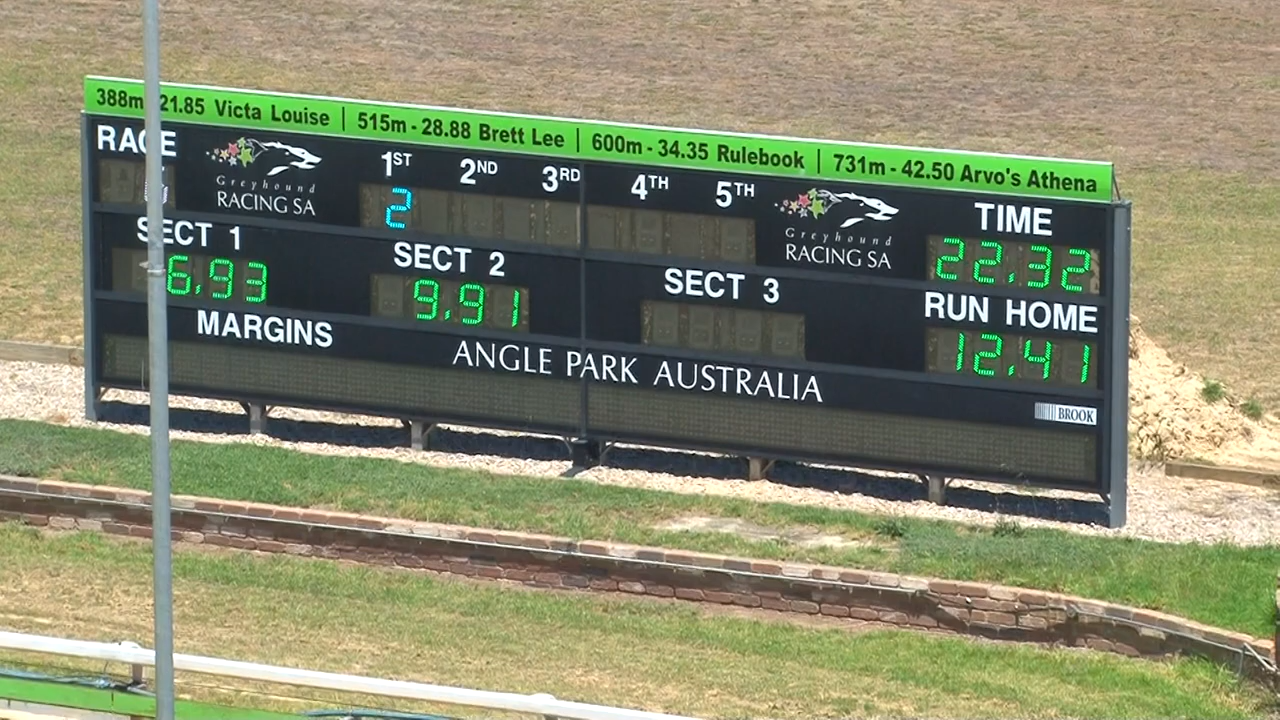 388m - 21.85 Victa Louise | 515m - 28.88 Brett Lee | 600m - 34.35 Rulebook | 731m - 42.50 Arvo's Athena
RACE
Greyhound
RACING SA
1ST 2ND 3RD 4TH 5TH
2
Greyhound
RACING SA
TIME
22.32
SECT 1
6.93
SECT 2
9.91
SECT 3
RUN HOME
12.41
MARGINS
ANGLE PARK AUSTRALIA
BROOK